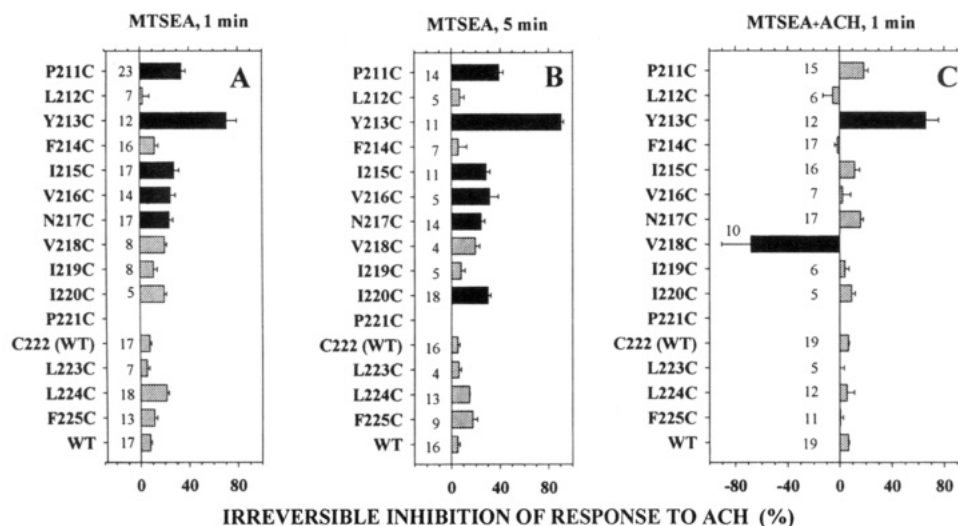 MTSEA, 1 min
A
P211C 23
L212C 7
Y213C 12
F214C 16
I215C 17
V216C 14
N217C 17
V218C 8
I219C 8
I220C 5
P221C
C222 (WT) 17
L223C 7
L224C 18
F225C 13
WT 17
0 40 80
MTSEA, 5 min
B
P211C 14
L212C 5
Y213C 11
F214C 7
I215C 11
V216C 5
N217C 14
V218C 4
I219C 5
I220C 18
P221C
C222 (WT) 16
L223C 4
L224C 13
F225C 9
WT 16
0 40 80
MTSEA+ACH, 1 min
C
P211C 15
L212C 6
Y213C 12
F214C 17
I215C 16
V216C 7
N217C 17
V218C 10
I219C 6
I220C 5
P221C
C222 (WT) 19
L223C 5
L224C 12
F225C 11
WT 19
-80 -40 0 40 80
IRREVERSIBLE INHIBITION OF RESPONSE TO ACH (%)